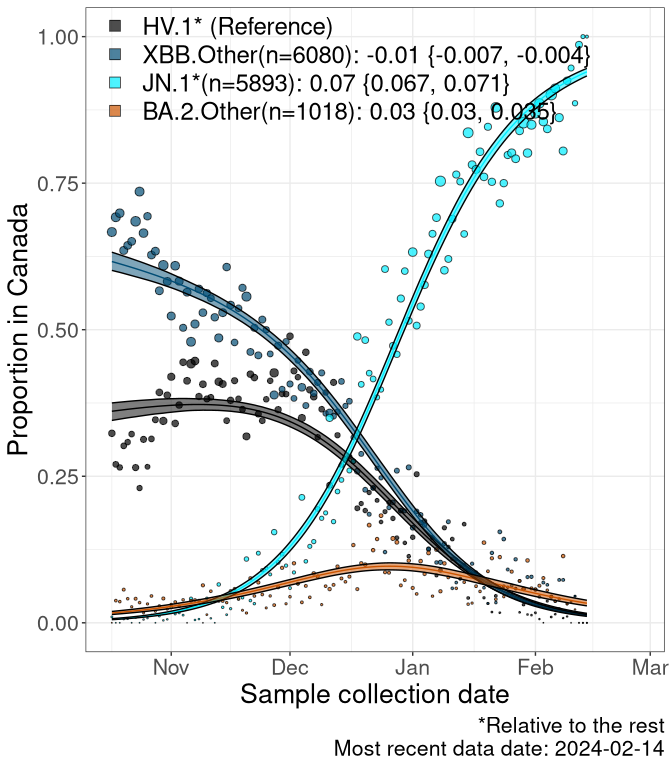 HV.1* (Reference)
XBB.Other(n=6080): -0.01 {-0.007, -0.004}
JN.1*(n=5893): 0.07 {0.067, 0.071}
BA.2.Other(n=1018): 0.03 {0.03, 0.035}
1.00
0.75
0.50
0.25
0.00
Proportion in Canada
Nov Dec Jan Feb Mar
Sample collection date
*Relative to the rest
Most recent data date: 2024-02-14